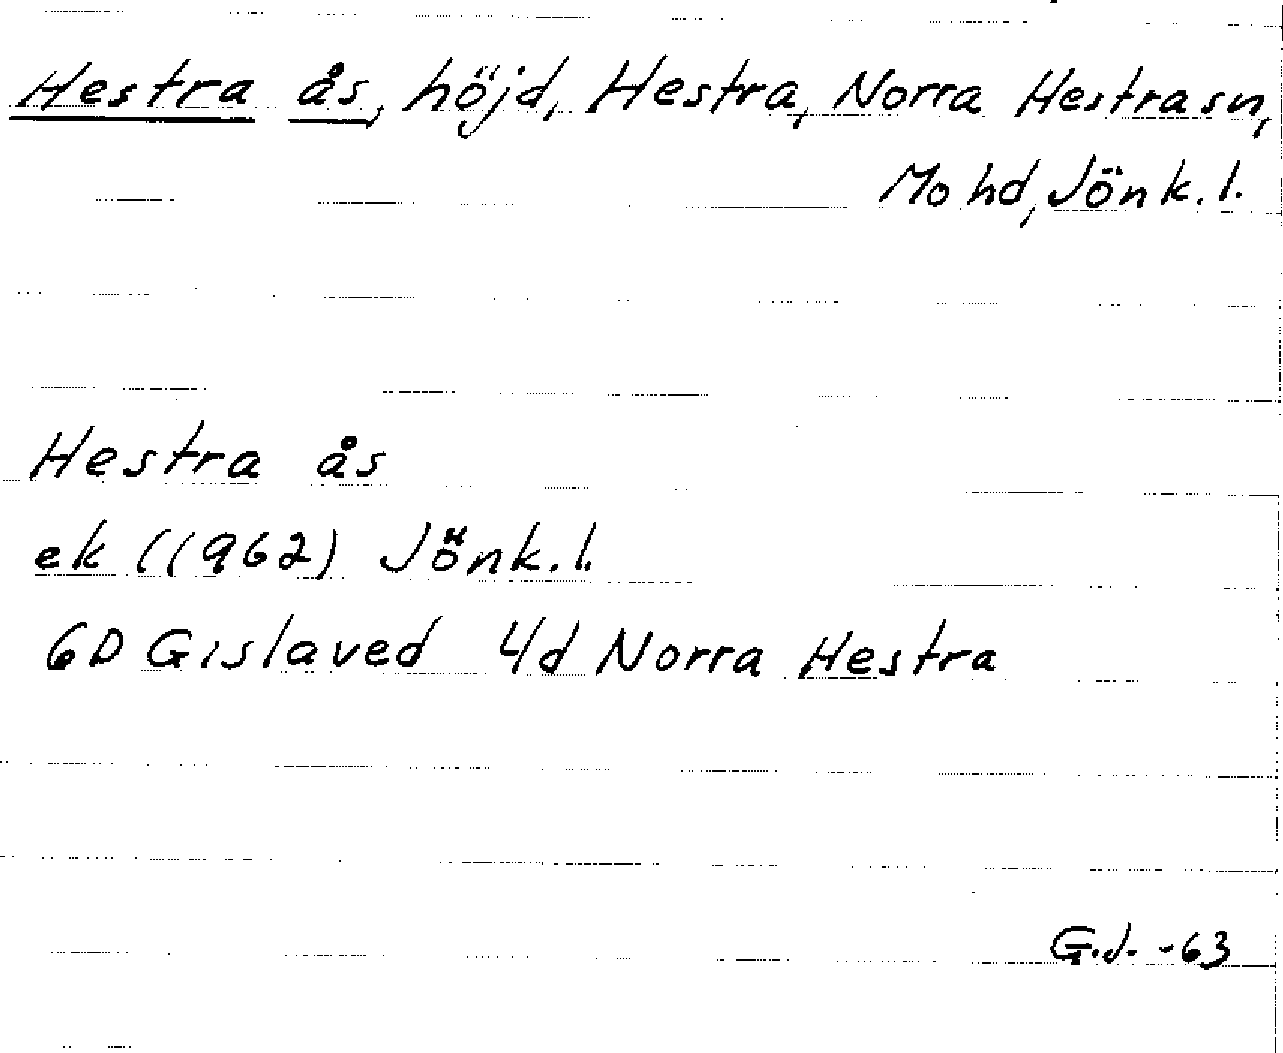 Hestra ås, höjd, Hestra, Norra Hestra sn,
Mo hd, Jönk. l.
Hestra ås
ek (1962) Jönk. l.
6D Gislaved 4d Norra Hestra
G.J. -63